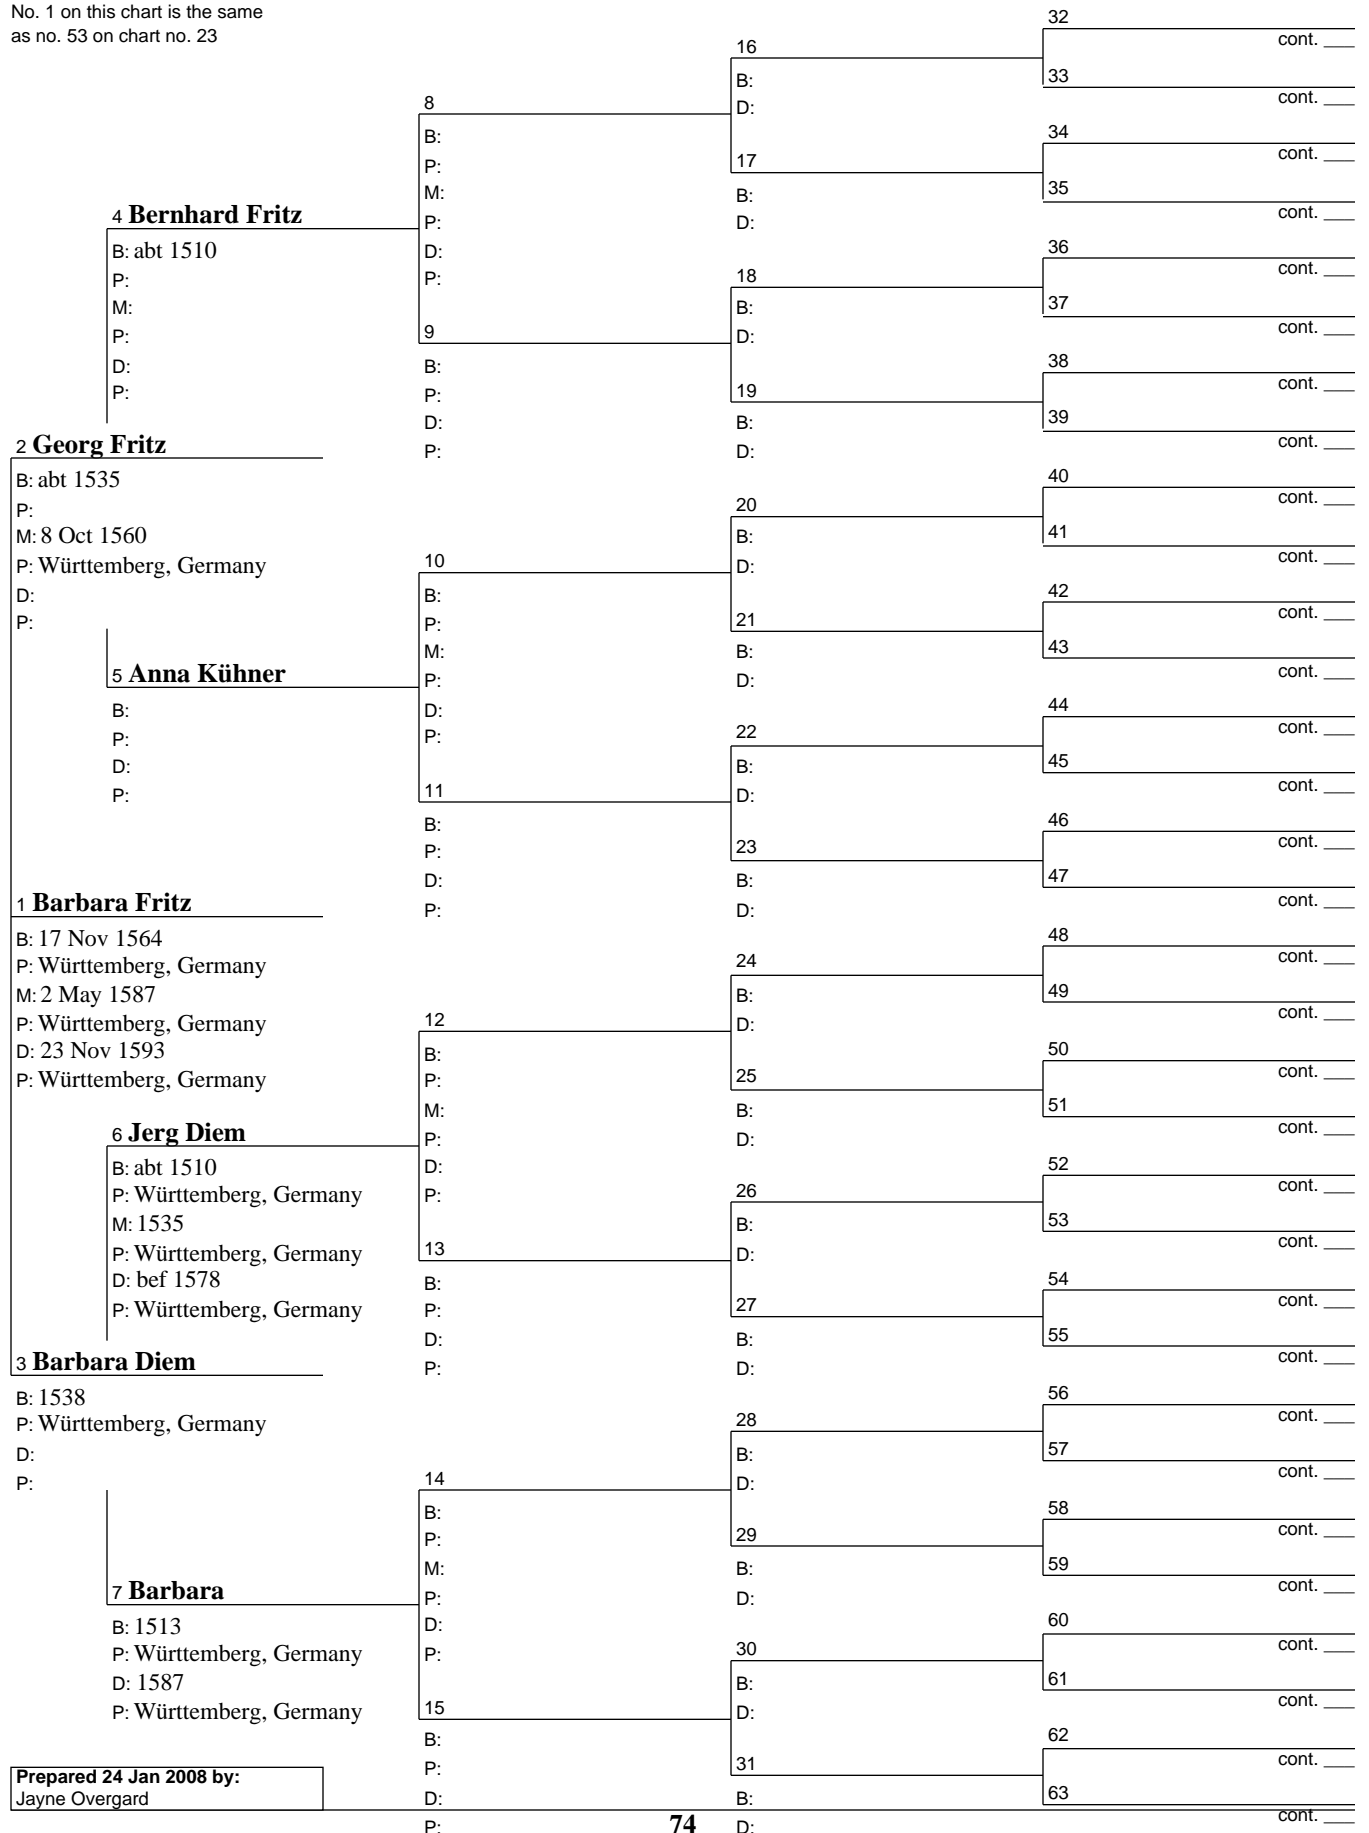 No. 1 on this chart is the same
as no. 53 on chart no. 23
4 Bernhard Fritz
B: abt 1510
P:
M:
P:
D:
P:
2 Georg Fritz
B: abt 1535
P:
M: 8 Oct 1560
P: Württemberg, Germany
D:
P:
5 Anna Kühner
B:
P:
D:
P:
1 Barbara Fritz
B: 17 Nov 1564
P: Württemberg, Germany
M: 2 May 1587
P: Württemberg, Germany
D: 23 Nov 1593
P: Württemberg, Germany
6 Jerg Diem
B: abt 1510
P: Württemberg, Germany
M: 1535
P: Württemberg, Germany
D: bef 1578
P: Württemberg, Germany
3 Barbara Diem
B: 1538
P: Württemberg, Germany
D:
P:
7 Barbara
B: 1513
P: Württemberg, Germany
D: 1587
P: Württemberg, Germany
Prepared 24 Jan 2008 by:
Jayne Overgard
8
B:
P:
M:
P:
D:
P:
9
B:
P:
D:
P:
10
B:
P:
M:
P:
D:
P:
11
B:
P:
D:
P:
12
B:
P:
M:
P:
D:
P:
13
B:
P:
D:
P:
14
B:
P:
M:
P:
D:
P:
15
B:
P:
D:
P:
74
16
B:
D:
17
B:
D:
18
B:
D:
19
B:
D:
20
B:
D:
21
B:
D:
22
B:
D:
23
B:
D:
24
B:
D:
25
B:
D:
26
B:
D:
27
B:
D:
28
B:
D:
29
B:
D:
30
B:
D:
31
B:
D:
32
cont. ___
33
cont. ___
34
cont. ___
35
cont. ___
36
cont. ___
37
cont. ___
38
cont. ___
39
cont. ___
40
cont. ___
41
cont. ___
42
cont. ___
43
cont. ___
44
cont. ___
45
cont. ___
46
cont. ___
47
cont. ___
48
cont. ___
49
cont. ___
50
cont. ___
51
cont. ___
52
cont. ___
53
cont. ___
54
cont. ___
55
cont. ___
56
cont. ___
57
cont. ___
58
cont. ___
59
cont. ___
60
cont. ___
61
cont. ___
62
cont. ___
63
cont. ___